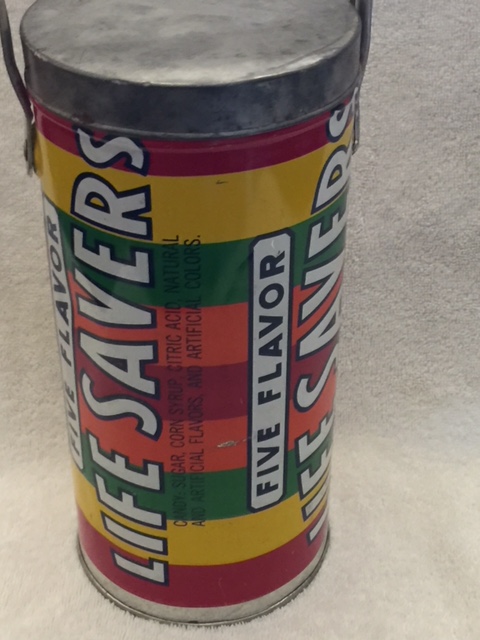 FIVE FLAVOR
LIFE SAVERS
CANDY: SUGAR, CORN SYRUP, CITRIC ACID, NATURAL
AND ARTIFICIAL FLAVORS, AND ARTIFICIAL COLORS.
FIVE FLAVOR
LIFE SAVERS